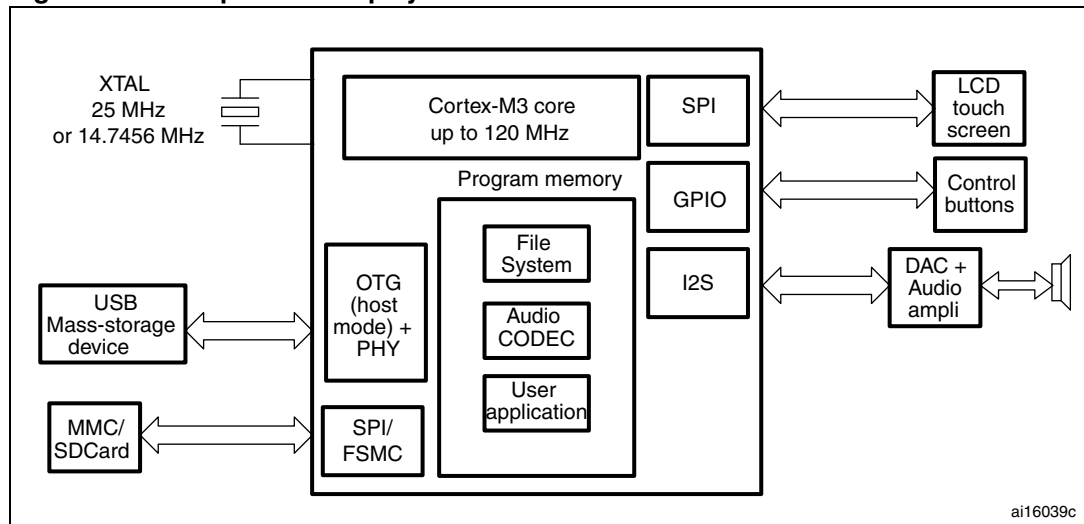 XTAL
25 MHz
or 14.7456 MHz
Cortex-M3 core
up to 120 MHz
SPI
LCD
touch
screen
Program memory
GPIO
Control
buttons
File
System
OTG
(host
mode) +
PHY
I2S
DAC +
Audio
ampli
USB
Mass-storage
device
Audio
CODEC
User
application
MMC/
SDCard
SPI/
FSMC
ai16039c